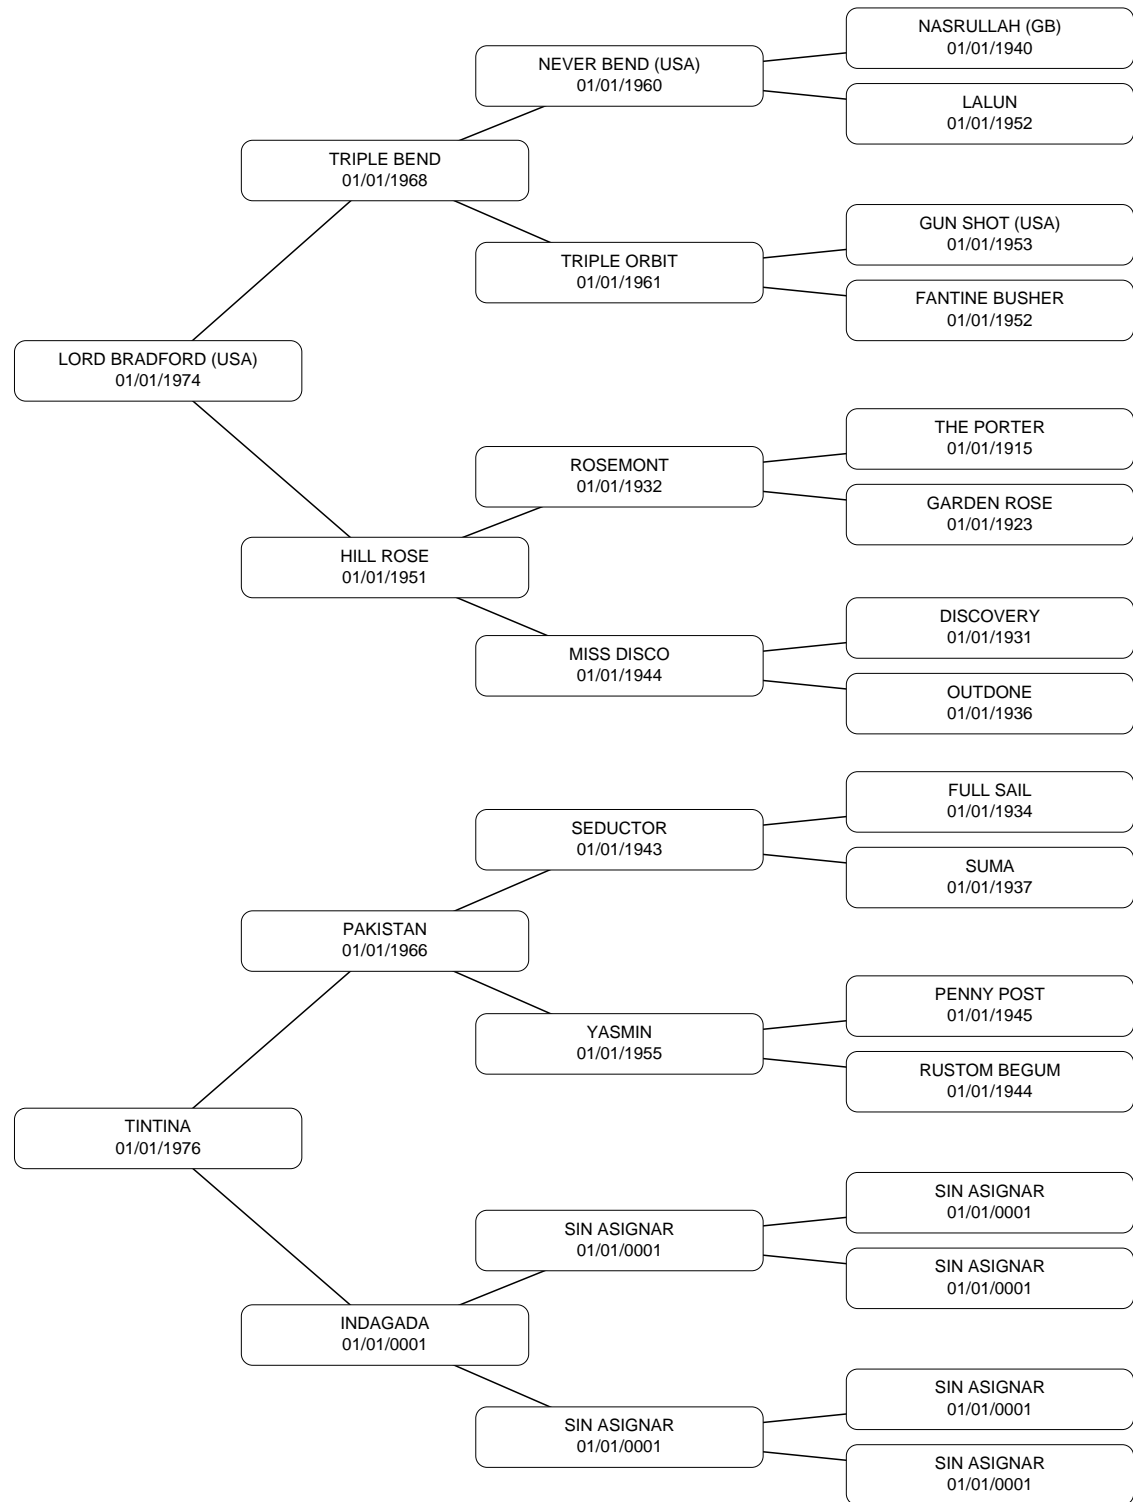 NASRULLAH (GB)
01/01/1940
NEVER BEND (USA)
01/01/1960
LALUN
01/01/1952
TRIPLE BEND
01/01/1968
GUN SHOT (USA)
01/01/1953
TRIPLE ORBIT
01/01/1961
FANTINE BUSHER
01/01/1952
LORD BRADFORD (USA)
01/01/1974
THE PORTER
01/01/1915
ROSEMONT
01/01/1932
GARDEN ROSE
01/01/1923
HILL ROSE
01/01/1951
DISCOVERY
01/01/1931
MISS DISCO
01/01/1944
OUTDONE
01/01/1936
FULL SAIL
01/01/1934
SEDUCTOR
01/01/1943
SUMA
01/01/1937
PAKISTAN
01/01/1966
PENNY POST
01/01/1945
YASMIN
01/01/1955
RUSTOM BEGUM
01/01/1944
TINTINA
01/01/1976
SIN ASIGNAR
01/01/0001
SIN ASIGNAR
01/01/0001
SIN ASIGNAR
01/01/0001
INDAGADA
01/01/0001
SIN ASIGNAR
01/01/0001
SIN ASIGNAR
01/01/0001
SIN ASIGNAR
01/01/0001